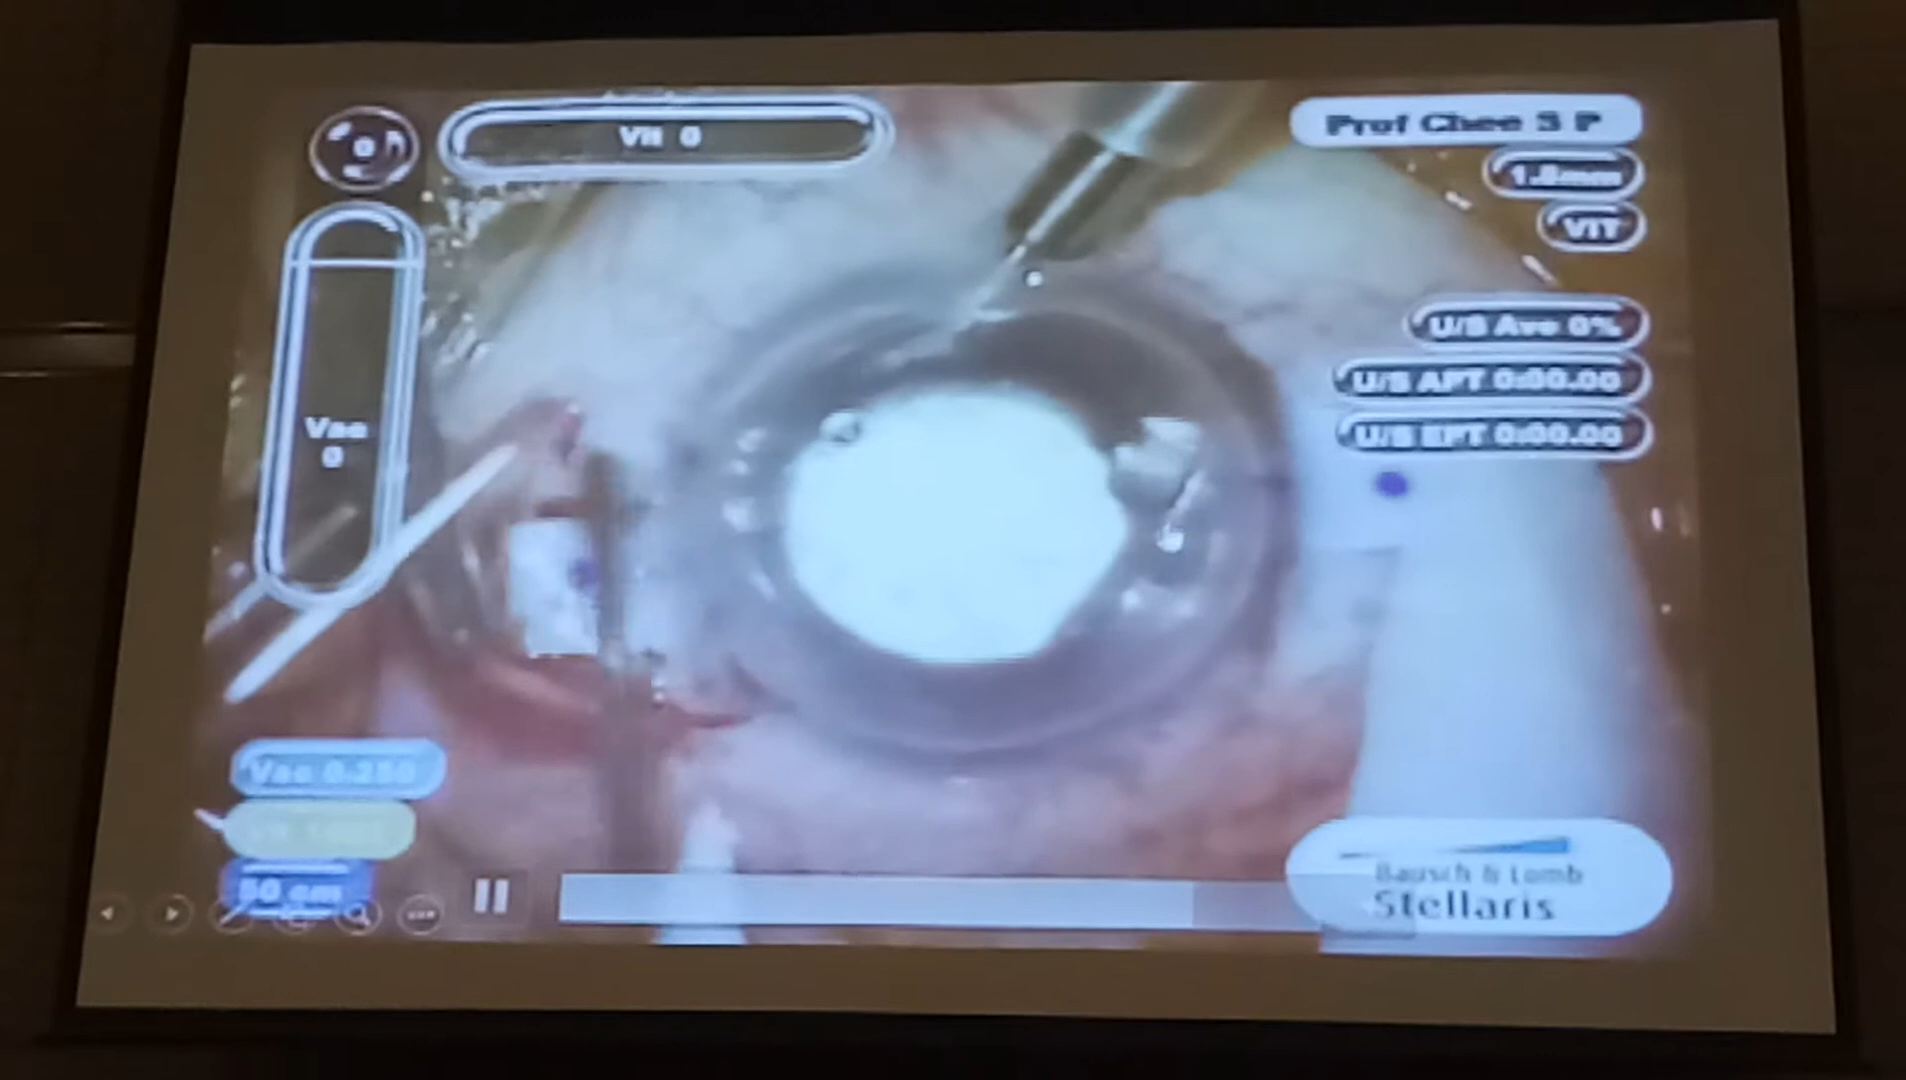 0
Vit 0
Prof Chee S P
1.8mm
VIT
U/S Ave 0%
U/S APT 0:00.00
U/S EPT 0:00.00
Vac
0
Vac 0.250
50 cm
Bausch & Lomb
Stellaris